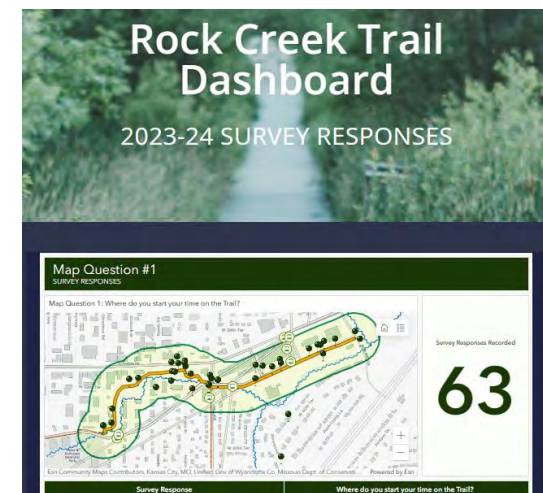 Rock Creek Trail
Dashboard
2023-24 SURVEY RESPONSES
Map Question #1
SURVEY RESPONSES
Map Question 1: Where do you start your time on the Trail?
Survey Responses Recorded
63
+
−
Esri Community Maps Contributors, Kansas City, MO, Unified Gov of Wyandotte Co, Missouri Dept. of Conservati
Powered by Esri
Survey Response
Where do you start your time on the Trail?